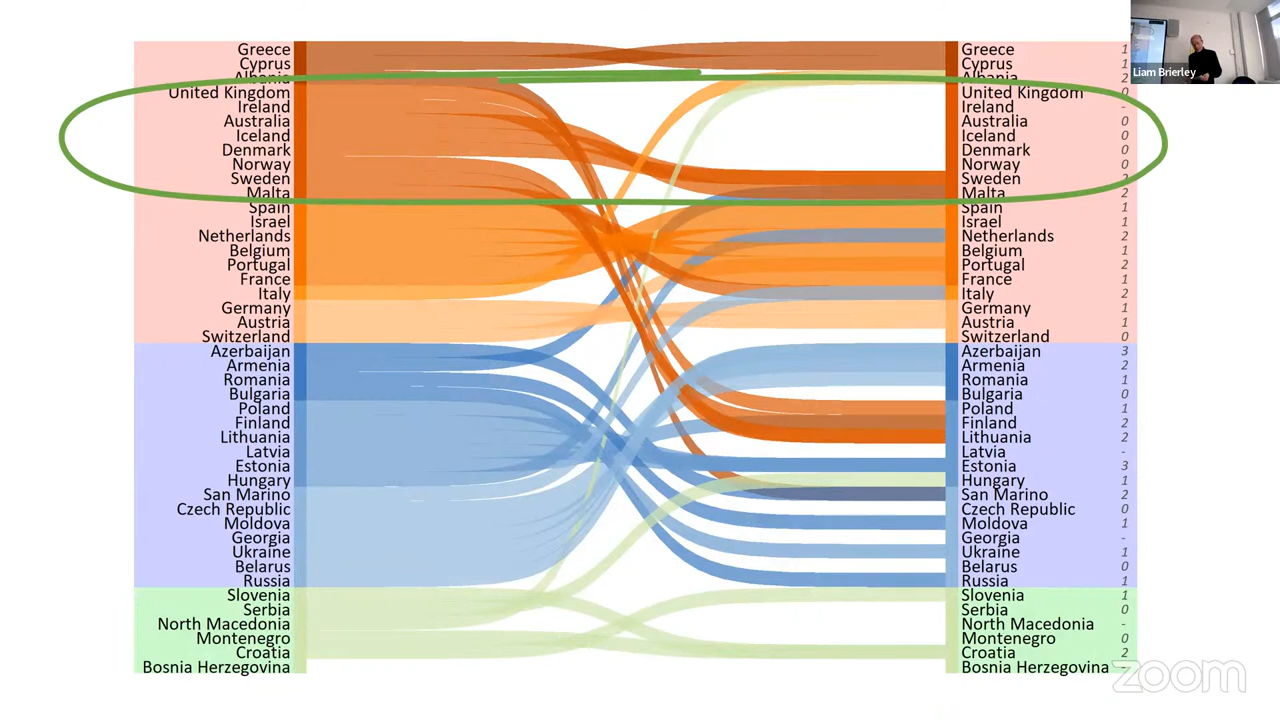 Greece Greece 1
Cyprus Cyprus 1
Albania Albania 2
United Kingdom United Kingdom 0
Ireland Ireland -
Australia Australia 0
Iceland Iceland 0
Denmark Denmark 0
Norway Norway 0
Sweden Sweden 2
Malta Malta 2
Spain Spain 1
Israel Israel 1
Netherlands Netherlands 2
Belgium Belgium 1
Portugal Portugal 2
France France 1
Italy Italy 2
Germany Germany 1
Austria Austria 1
Switzerland Switzerland 0
Azerbaijan Azerbaijan 3
Armenia Armenia 2
Romania Romania 1
Bulgaria Bulgaria 0
Poland Poland 1
Finland Finland 2
Lithuania Lithuania 2
Latvia Latvia -
Estonia Estonia 3
Hungary Hungary 1
San Marino San Marino 2
Czech Republic Czech Republic 0
Moldova Moldova 1
Georgia Georgia -
Ukraine Ukraine 1
Belarus Belarus 0
Russia Russia 1
Slovenia Slovenia 1
Serbia Serbia 0
North Macedonia North Macedonia -
Montenegro Montenegro 0
Croatia Croatia 2
Bosnia Herzegovina Bosnia Herzegovina -
Liam Brierley
zoom